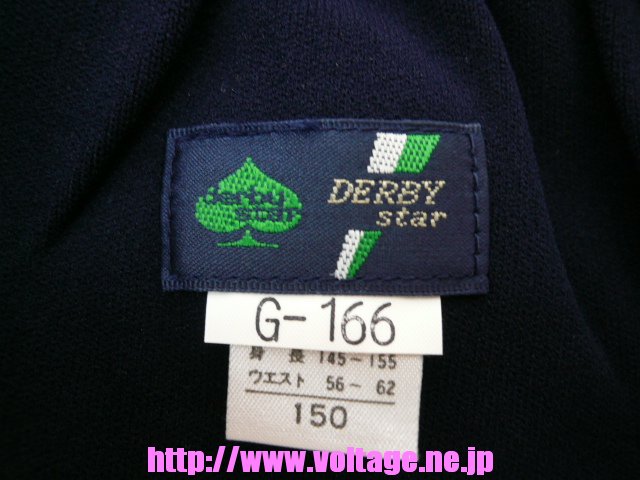 derby
star
DERBY
star
G-166
身長 145-155
ウエスト 56~62
150
http://www.voltage.ne.jp